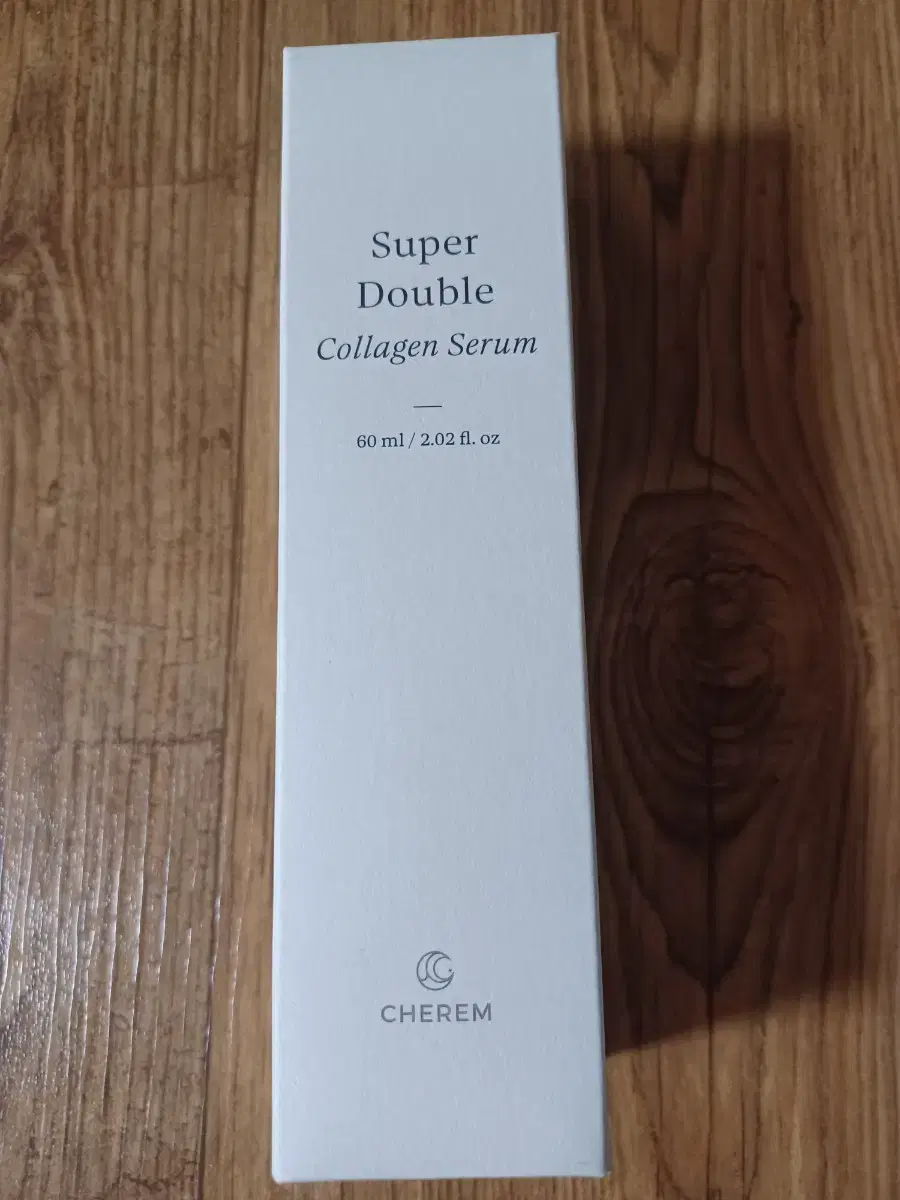 Super
Double
Collagen Serum
60 ml / 2.02 fl. oz
CHEREM